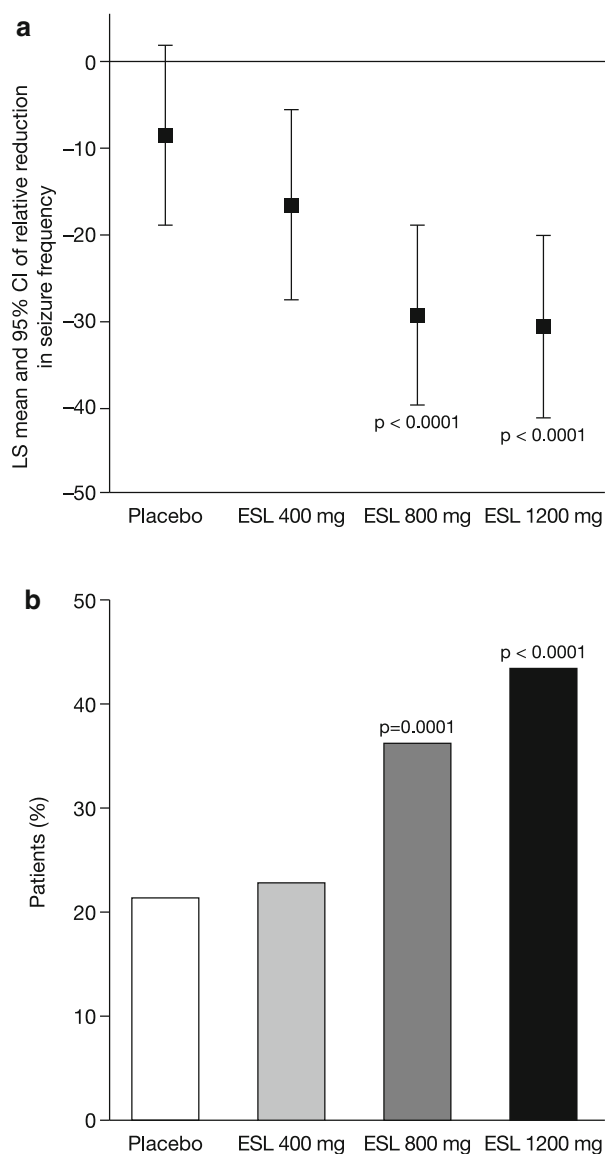 a
LS mean and 95% CI of relative reduction
in seizure frequency
0
–10
–20
–30
–40
–50
p < 0.0001
p < 0.0001
Placebo
ESL 400 mg
ESL 800 mg
ESL 1200 mg
b
Patients (%)
50
40
30
20
10
0
p=0.0001
p < 0.0001
Placebo
ESL 400 mg
ESL 800 mg
ESL 1200 mg